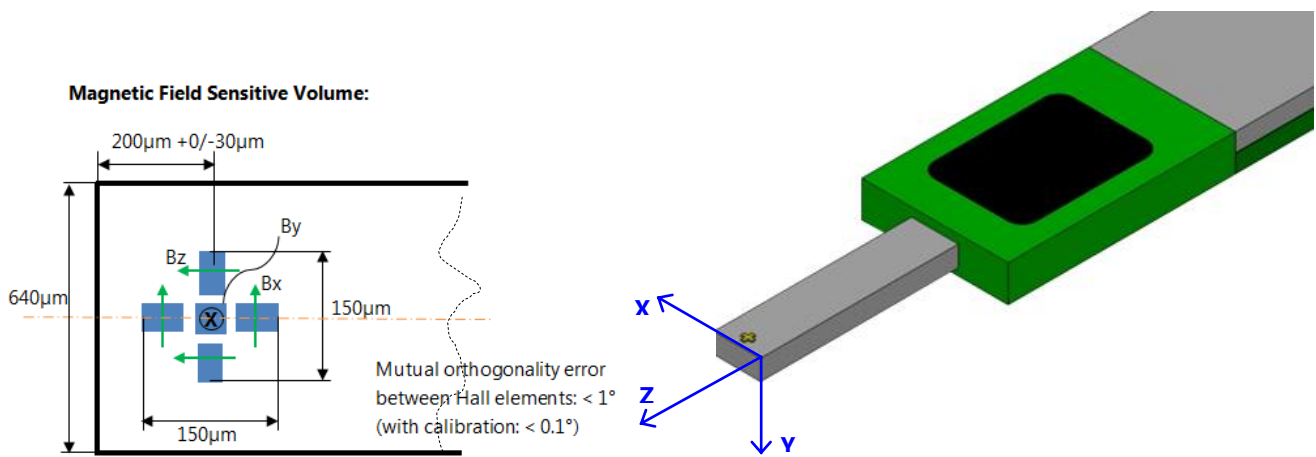 Magnetic Field Sensitive Volume:
200µm +0/-30µm
By
Bz
Bx
640µm
X
150µm
Mutual orthogonality error
between Hall elements: < 1°
(with calibration: < 0.1°)
150µm
X
Z
Y